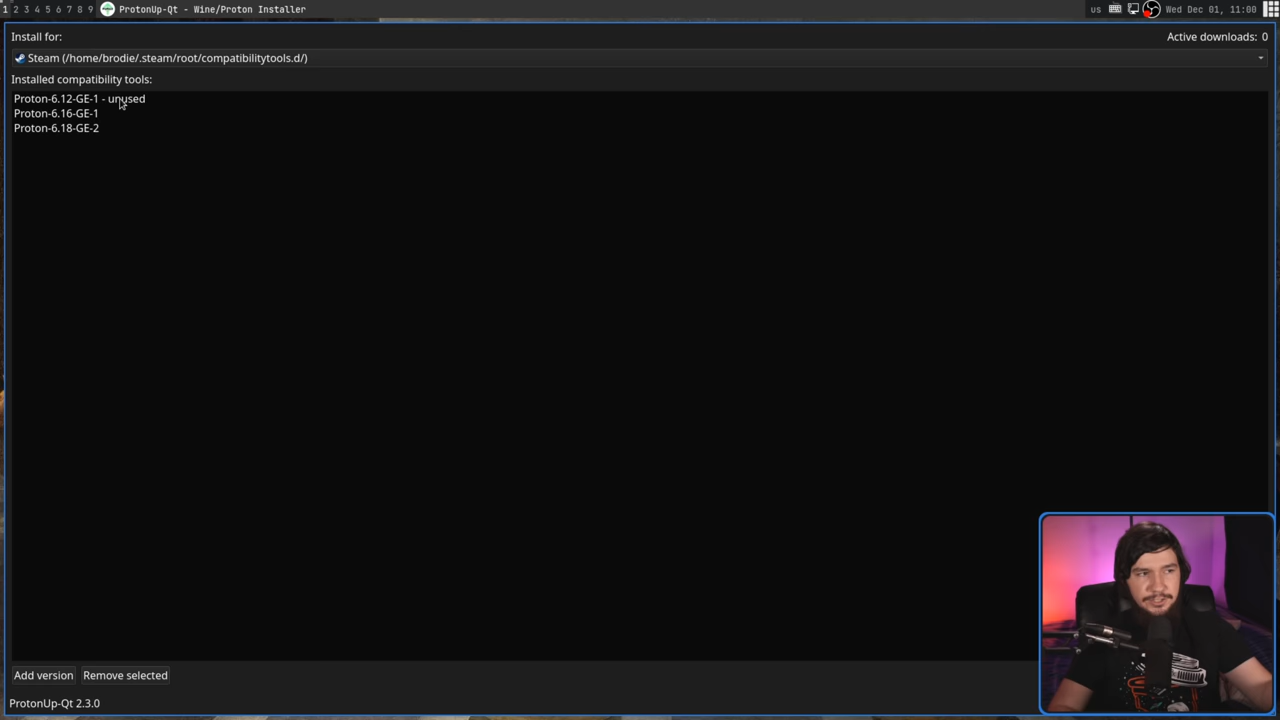 1 2 3 4 5 6 7 8 9 ProtonUp-Qt - Wine/Proton Installer us Wed Dec 01, 11:00
Install for: Active downloads: 0
Steam (/home/brodie/.steam/root/compatibilitytools.d/)
Installed compatibility tools:
Proton-6.12-GE-1 - unused
Proton-6.16-GE-1
Proton-6.18-GE-2
Add version Remove selected
ProtonUp-Qt 2.3.0